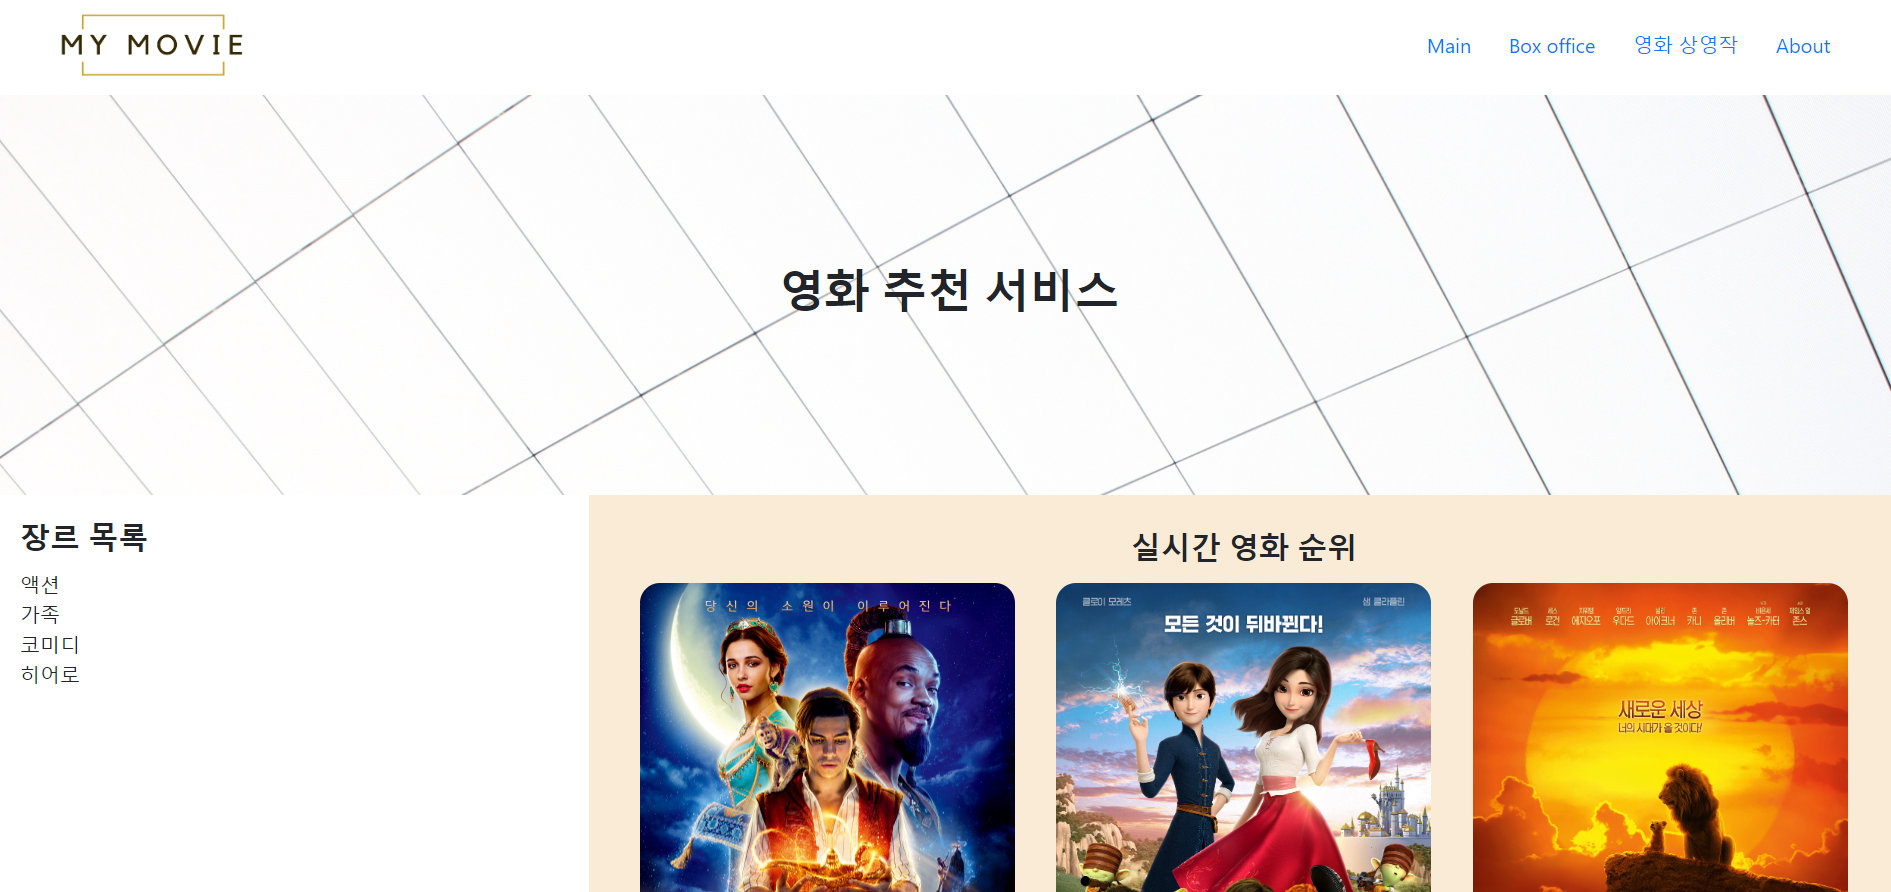 MY MOVIE
Main
Box office
영화 상영작
About
영화 추천 서비스
장르 목록
액션
가족
코미디
히어로
실시간 영화 순위
당신의 소원이 이루어진다
클로이 모레츠
샘 클라플린
모든 것이 뒤바뀐다!
도날드 글로버
세스 로건
치웨텔 에지오프
알프리 우다드
빌리 아이크너
존 카니
존 올리버
비욘세 놀즈-카터
제임스 얼 존스
새로운 세상
너의 시대가 올 것이다!